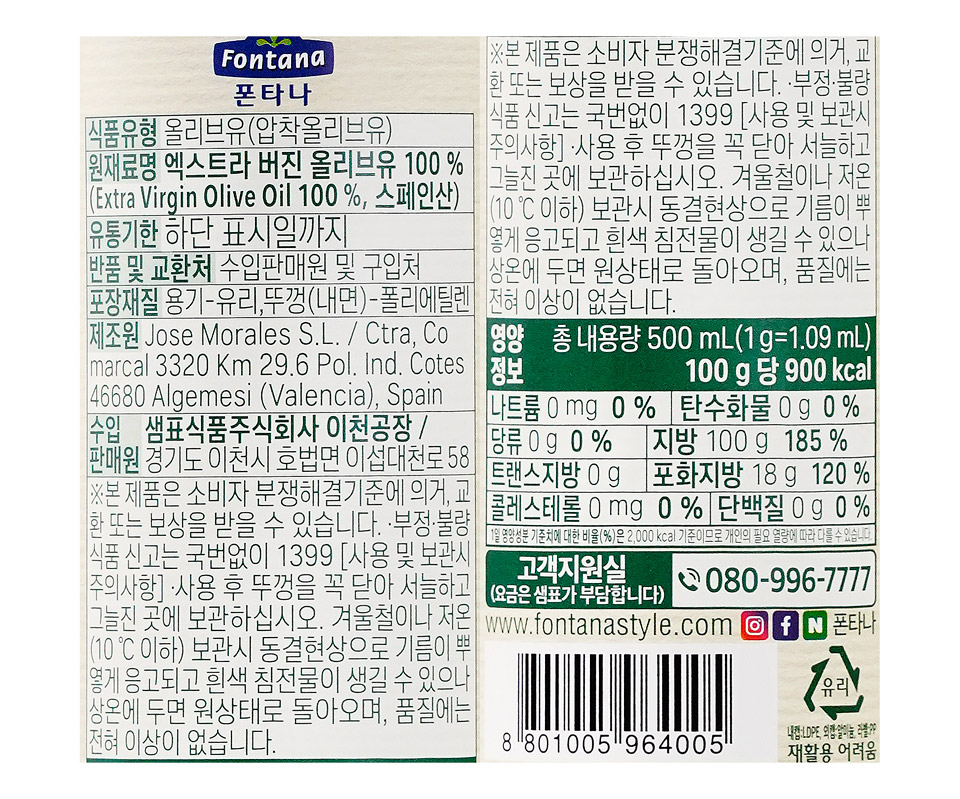 Fontana
폰타나
식품유형 올리브유(압착올리브유)
원재료명 엑스트라 버진 올리브유 100 %
(Extra Virgin Olive Oil 100 %, 스페인산)
유통기한 하단 표시일까지
반품 및 교환처 수입판매원 및 구입처
포장재질 용기-유리,뚜껑(내면)-폴리에틸렌
제조원 Jose Morales S.L. / Ctra, Co
marcal 3320 Km 29.6 Pol. Ind. Cotes
46680 Algemesi (Valencia), Spain
수입 샘표식품주식회사 이천공장 /
판매원 경기도 이천시 호법면 이섭대천로 58
※본 제품은 소비자 분쟁해결기준에 의거, 교
환 또는 보상을 받을 수 있습니다. ·부정·불량
식품 신고는 국번없이 1399 [사용 및 보관시
주의사항] ·사용 후 뚜껑을 꼭 닫아 서늘하고
그늘진 곳에 보관하십시오. 겨울철이나 저온
(10 ℃ 이하) 보관시 동결현상으로 기름이 뿌
옇게 응고되고 흰색 침전물이 생길 수 있으나
상온에 두면 원상태로 돌아오며, 품질에는
전혀 이상이 없습니다.
※본 제품은 소비자 분쟁해결기준에 의거, 교
환 또는 보상을 받을 수 있습니다. ·부정·불량
식품 신고는 국번없이 1399 [사용 및 보관시
주의사항] ·사용 후 뚜껑을 꼭 닫아 서늘하고
그늘진 곳에 보관하십시오. 겨울철이나 저온
(10 ℃ 이하) 보관시 동결현상으로 기름이 뿌
옇게 응고되고 흰색 침전물이 생길 수 있으나
상온에 두면 원상태로 돌아오며, 품질에는
전혀 이상이 없습니다.
영양 총 내용량 500 mL(1 g=1.09 mL)
정보 100 g 당 900 kcal
나트륨 0 mg 0 % 탄수화물 0 g 0 %
당류 0 g 0 % 지방 100 g 185 %
트랜스지방 0 g 포화지방 18 g 120 %
콜레스테롤 0 mg 0 % 단백질 0 g 0 %
1일 영양성분 기준치에 대한 비율(%)은 2,000 kcal 기준이므로 개인의 필요 열량에 따라 다를 수 있습니다.
고객지원실 080-996-7777
(요금은 샘표가 부담합니다)
www.fontanastyle.com f N 폰타나
유리
내캡:LDPE, 외캡:알미늄, 라벨:PP
재활용 어려움
8 801005 964005